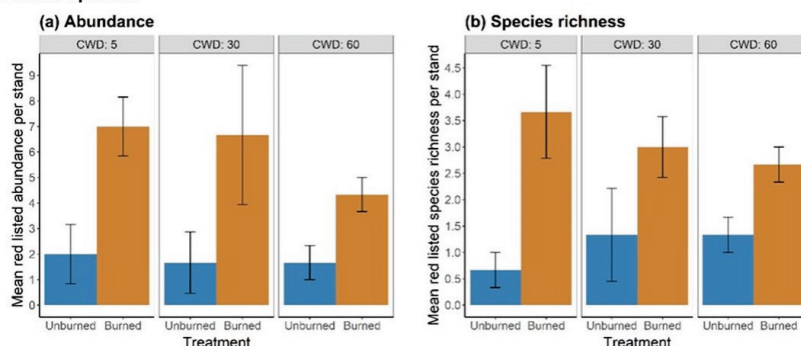 (a) Abundance
CWD: 5 CWD: 30 CWD: 60
Mean red listed abundance per stand
9
8
7
6
5
4
3
2
1
0
Unburned Burned Unburned Burned Unburned Burned
Treatment
(b) Species richness
CWD: 5 CWD: 30 CWD: 60
Mean red listed species richness per stand
4.5
4.0
3.5
3.0
2.5
2.0
1.5
1.0
0.5
0.0
Unburned Burned Unburned Burned Unburned Burned
Treatment